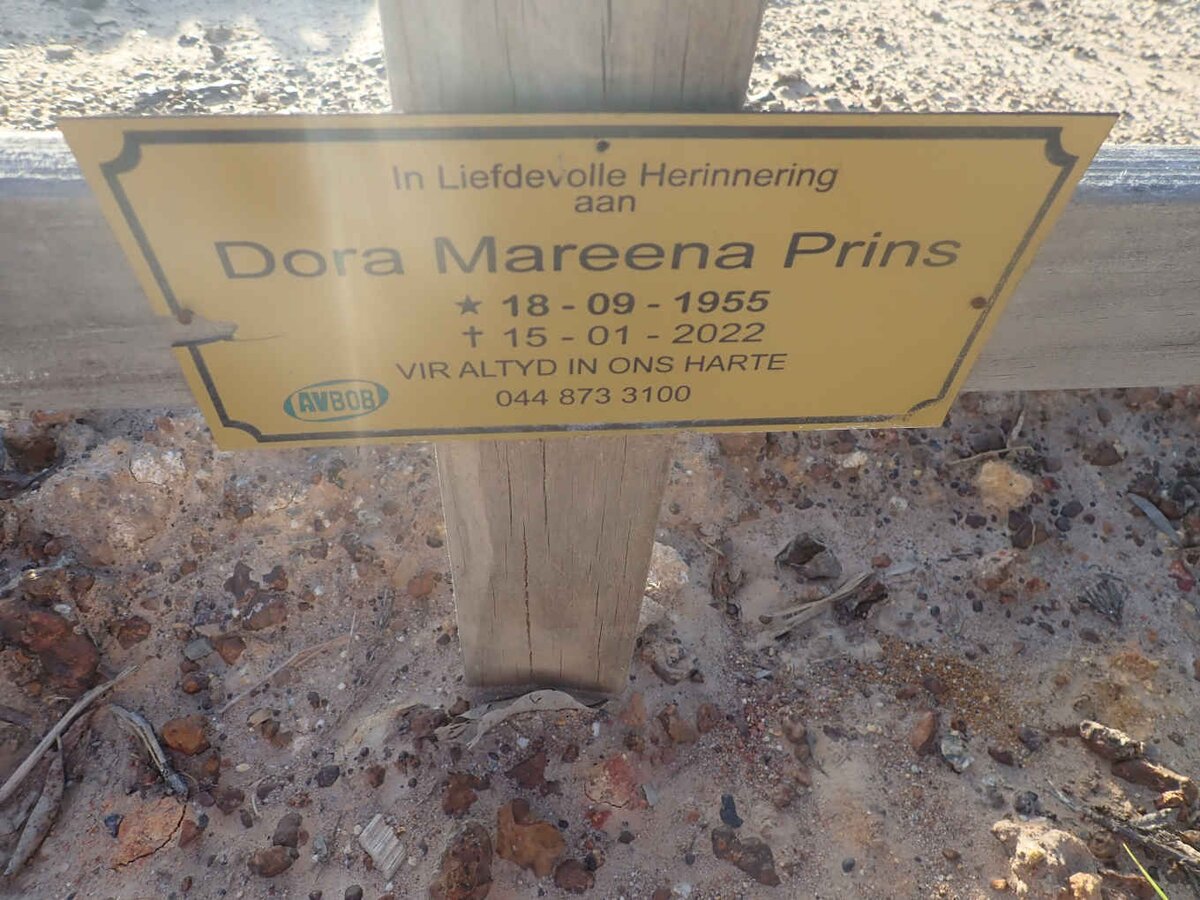 In Liefdevolle Herinnering
aan
Dora Mareena Prins
★ 18 - 09 - 1955
✝ 15 - 01 - 2022
VIR ALTYD IN ONS HARTE
044 873 3100
AVBOB